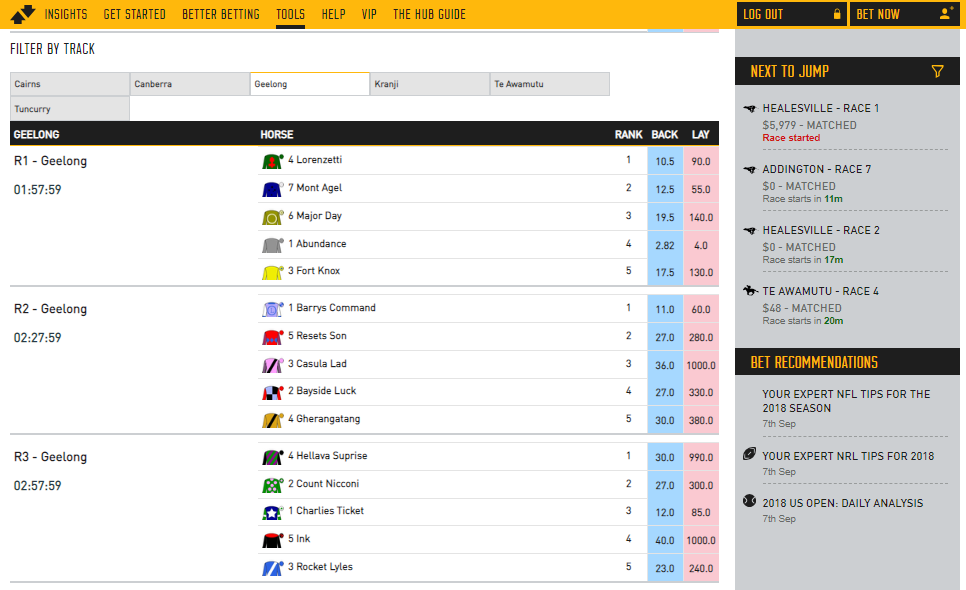 INSIGHTS GET STARTED BETTER BETTING TOOLS HELP VIP THE HUB GUIDE LOG OUT BET NOW
FILTER BY TRACK
Cairns Canberra Geelong Kranji Te Awamutu
Tuncurry
GEELONG HORSE RANK BACK LAY
R1 - Geelong
01:57:59
4 Lorenzetti 1 10.5 90.0
7 Mont Agel 2 12.5 55.0
6 Major Day 3 19.5 140.0
1 Abundance 4 2.82 4.0
3 Fort Knox 5 17.5 130.0
R2 - Geelong
02:27:59
1 Barrys Command 1 11.0 60.0
5 Resets Son 2 27.0 280.0
3 Casula Lad 3 36.0 1000.0
2 Bayside Luck 4 27.0 330.0
4 Gherangatang 5 30.0 380.0
R3 - Geelong
02:57:59
4 Hellava Suprise 1 30.0 990.0
2 Count Nicconi 2 27.0 300.0
1 Charlies Ticket 3 12.0 85.0
5 Ink 4 40.0 1000.0
3 Rocket Lyles 5 23.0 240.0
NEXT TO JUMP
HEALESVILLE - RACE 1
$5,979 - MATCHED
Race started
ADDINGTON - RACE 7
$0 - MATCHED
Race starts in 11m
HEALESVILLE - RACE 2
$0 - MATCHED
Race starts in 17m
TE AWAMUTU - RACE 4
$48 - MATCHED
Race starts in 20m
BET RECOMMENDATIONS
YOUR EXPERT NFL TIPS FOR THE
2018 SEASON
7th Sep
YOUR EXPERT NRL TIPS FOR 2018
7th Sep
2018 US OPEN: DAILY ANALYSIS
7th Sep